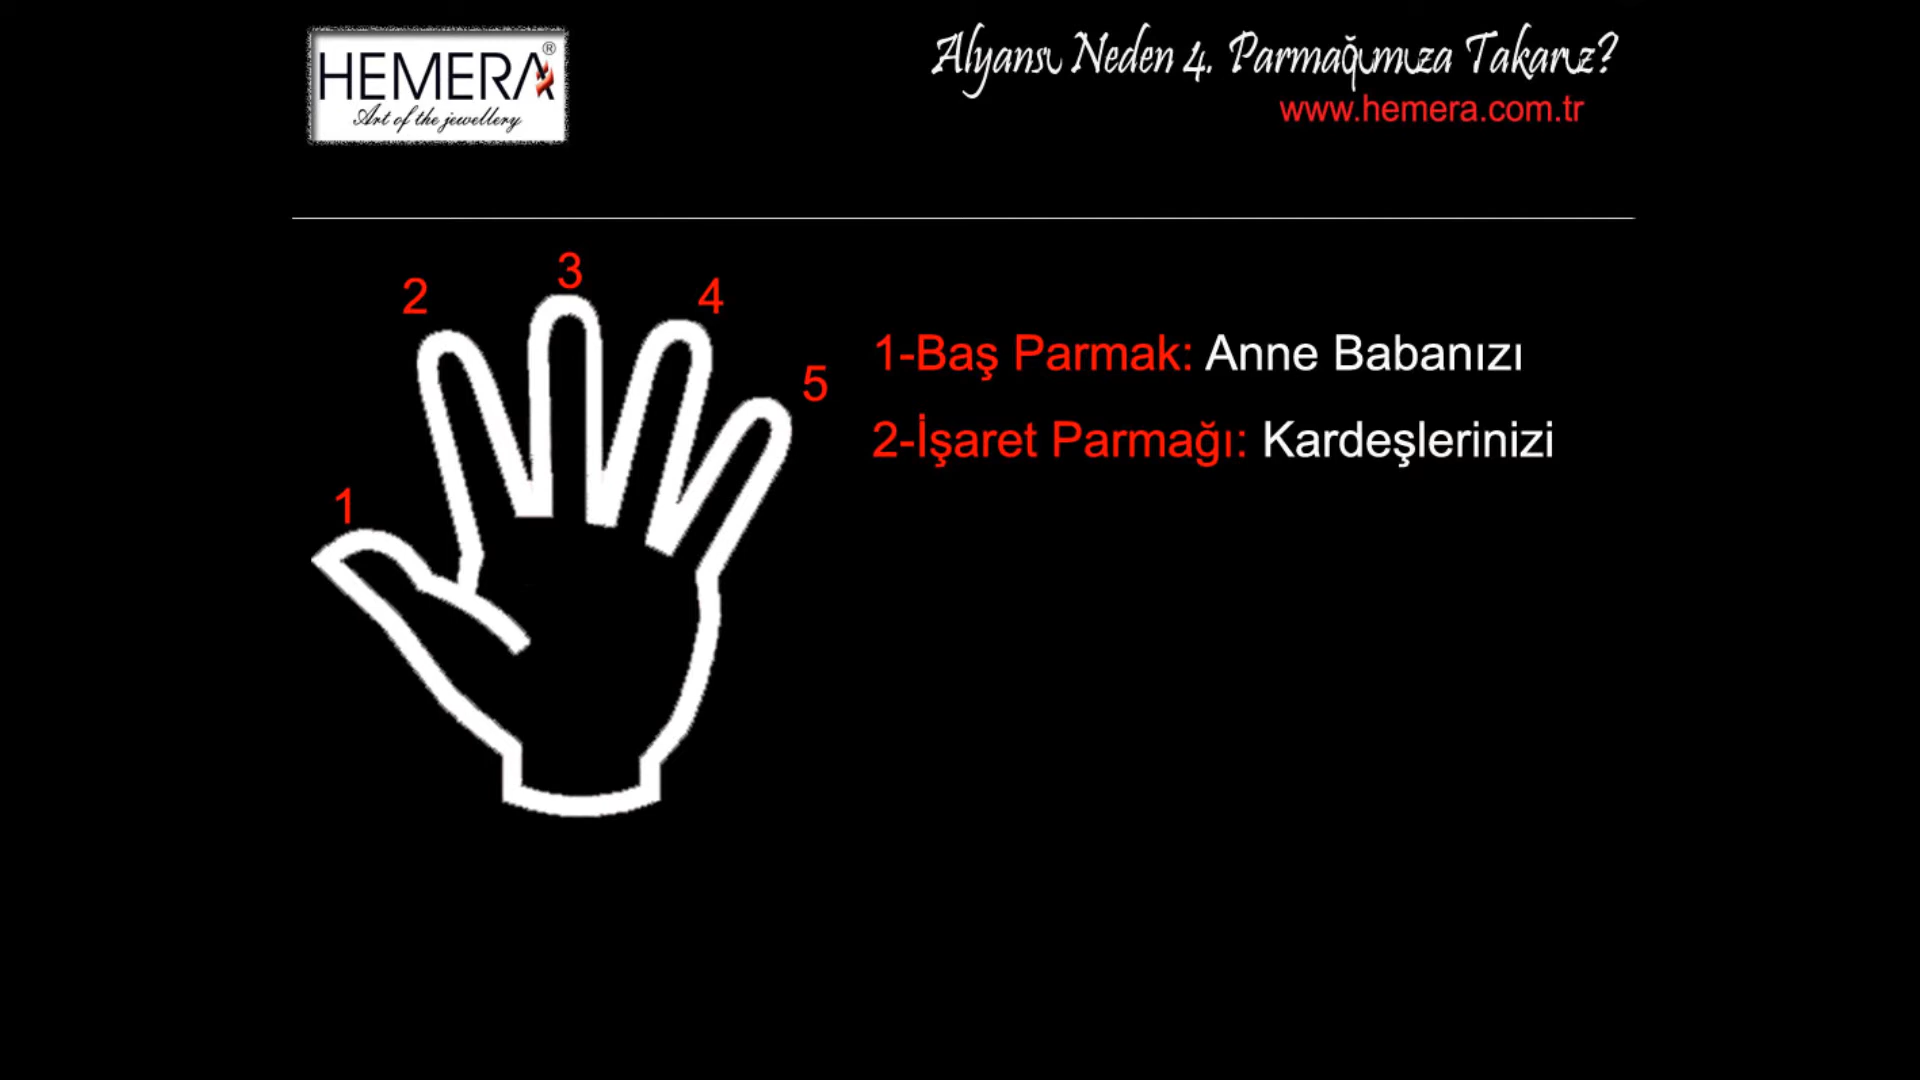 HEMERA®
Art of the jewellery
Alyansı Neden 4. Parmağımıza Takarız?
www.hemera.com.tr
1
2
3
4
5
1-Baş Parmak: Anne Babanızı
2-İşaret Parmağı: Kardeşlerinizi